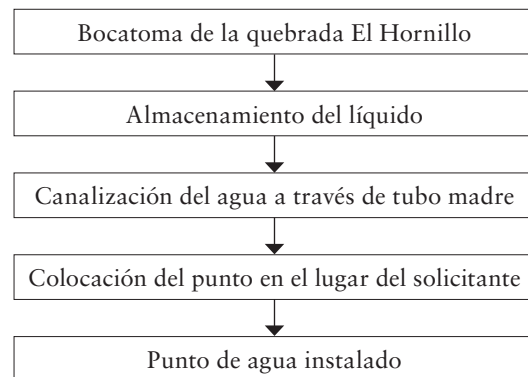 Bocatoma de la quebrada El Hornillo
Almacenamiento del líquido
Canalización del agua a través de tubo madre
Colocación del punto en el lugar del solicitante
Punto de agua instalado